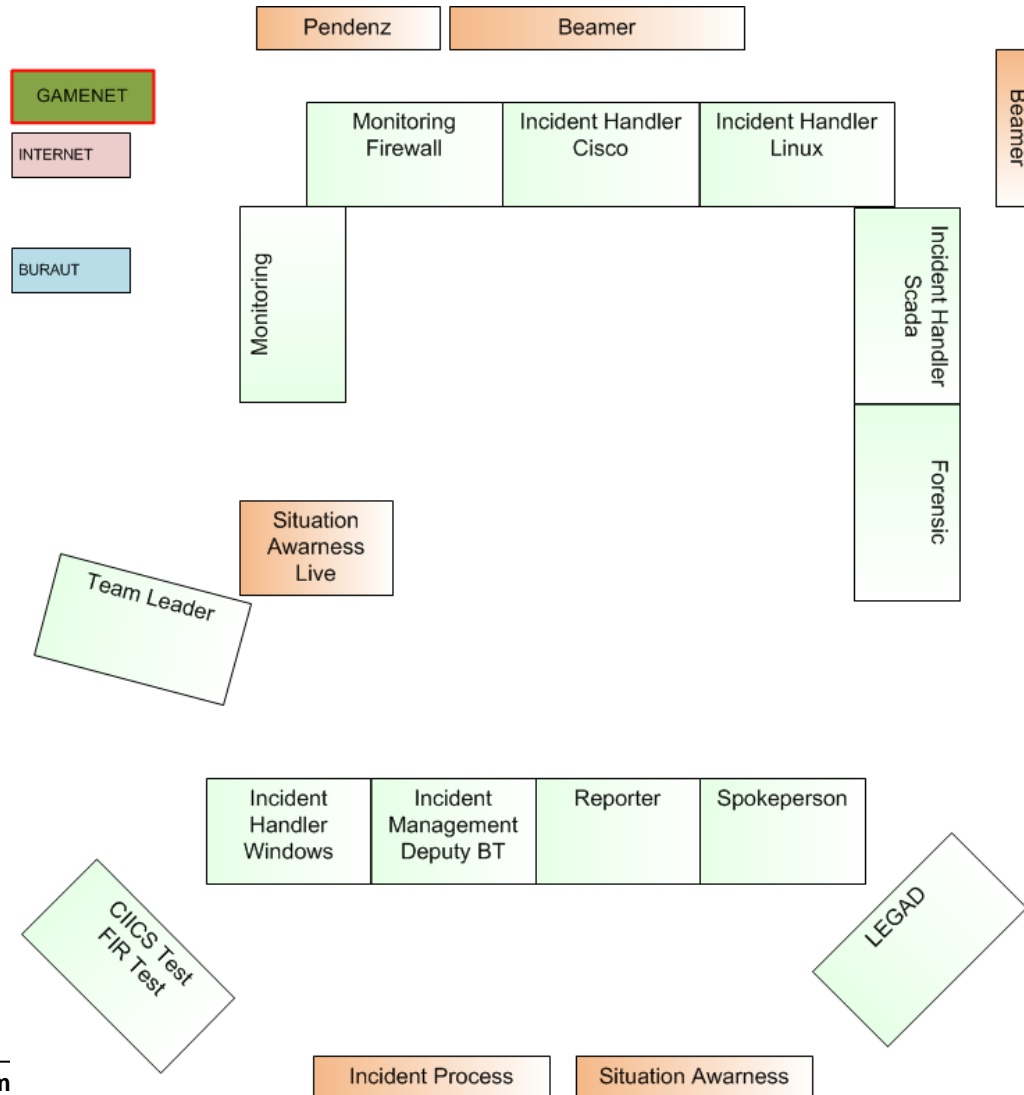 Pendenz
Beamer
GAMENET
INTERNET
BURAUT
Beamer
Monitoring
Firewall
Incident Handler
Cisco
Incident Handler
Linux
Monitoring
Incident Handler
Scada
Forensic
Situation
Awarness
Live
Team Leader
Incident
Handler
Windows
Incident
Management
Deputy BT
Reporter
Spokeperson
CIICS Test
FIR Test
LEGAD
Incident Process
Situation Awarness